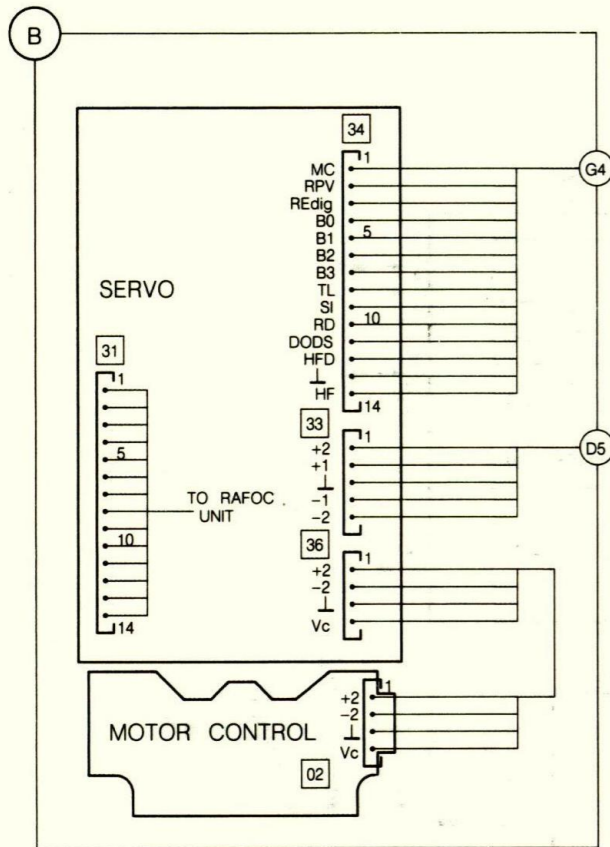 B
34
1
MC
G4
RPV
REdig
B0
B1
5
B2
B3
TL
SERVO
SI
RD
10
DODS
31
HFD
1
⊥
HF
14
33
1
+2
D5
5
+1
⊥
-1
TO RAFOC
UNIT
-2
10
36
1
+2
-2
⊥
14
Vc
1
+2
-2
MOTOR CONTROL
⊥
Vc
02